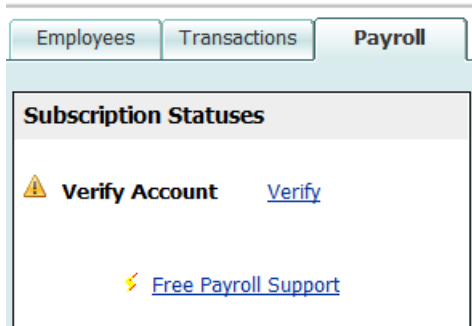 Employees Transactions Payroll
Subscription Statuses
Verify Account Verify
Free Payroll Support